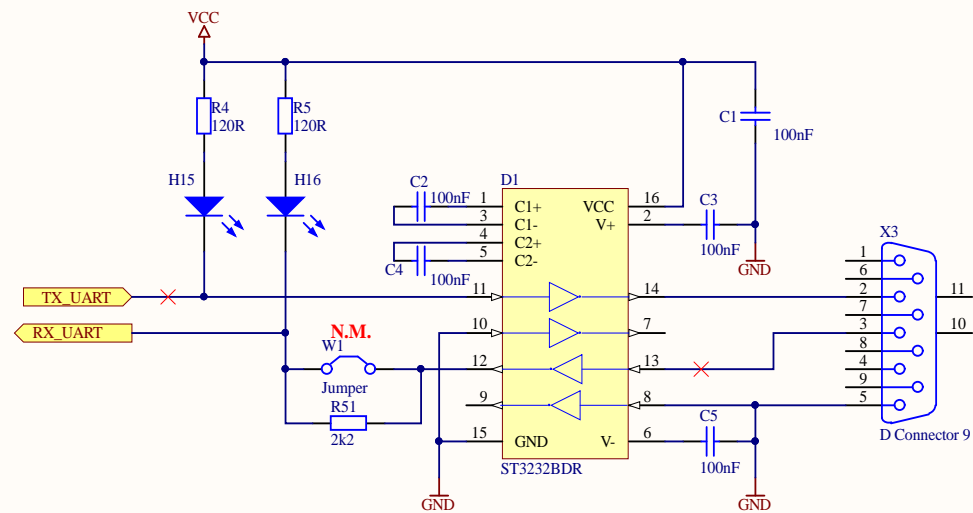 VCC
R4
120R
R5
120R
C1
100nF
H15
H16
D1
C2
100nF
1
C1+
VCC
16
3
C1-
V+
2
C3
100nF
4
C2+
5
C2-
C4
100nF
GND
X3
1
6
TX_UART
11
14
2
11
7
RX_UART
N.M.
10
7
3
10
W1
8
12
13
4
Jumper
9
R51
9
8
5
2k2
15
GND
V-
6
C5
100nF
D Connector 9
ST3232BDR
GND
GND